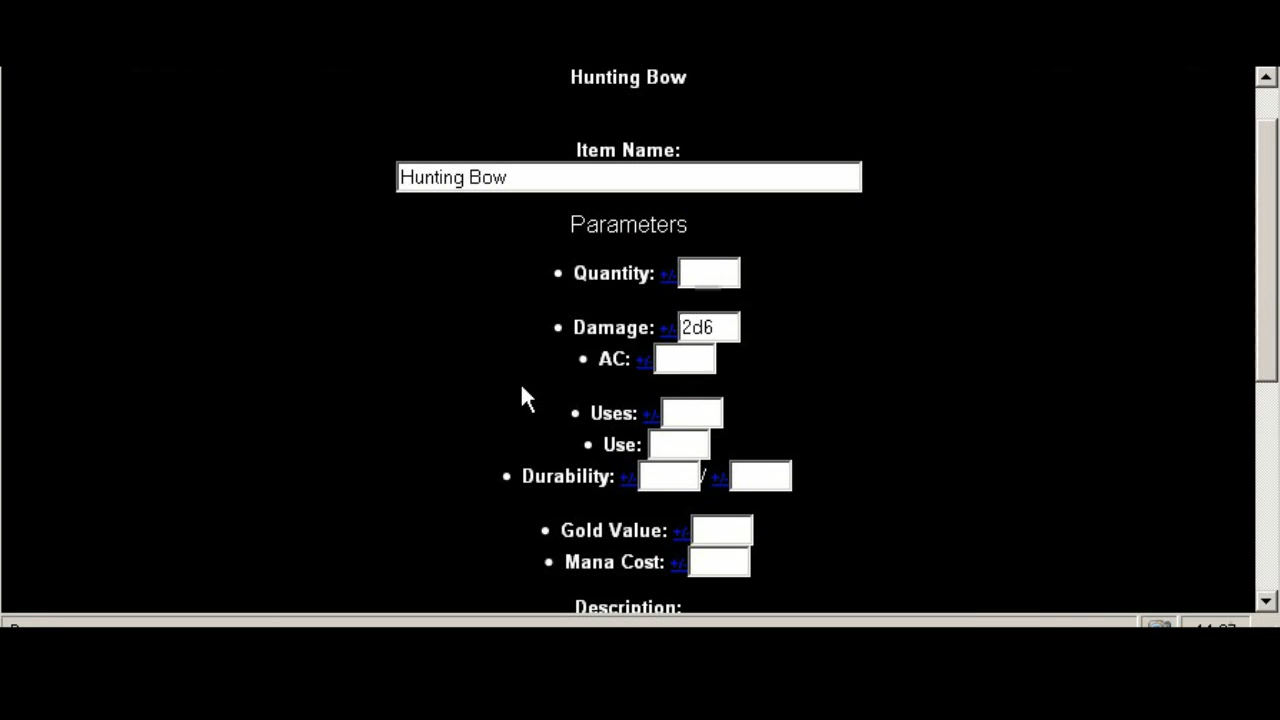 Hunting Bow
Item Name:
Hunting Bow
Parameters
• Quantity: +/-
• Damage: +/- 2d6
• AC: +/-
• Uses: +/-
• Use:
• Durability: +/- / +/-
• Gold Value: +/-
• Mana Cost: +/-
Description: